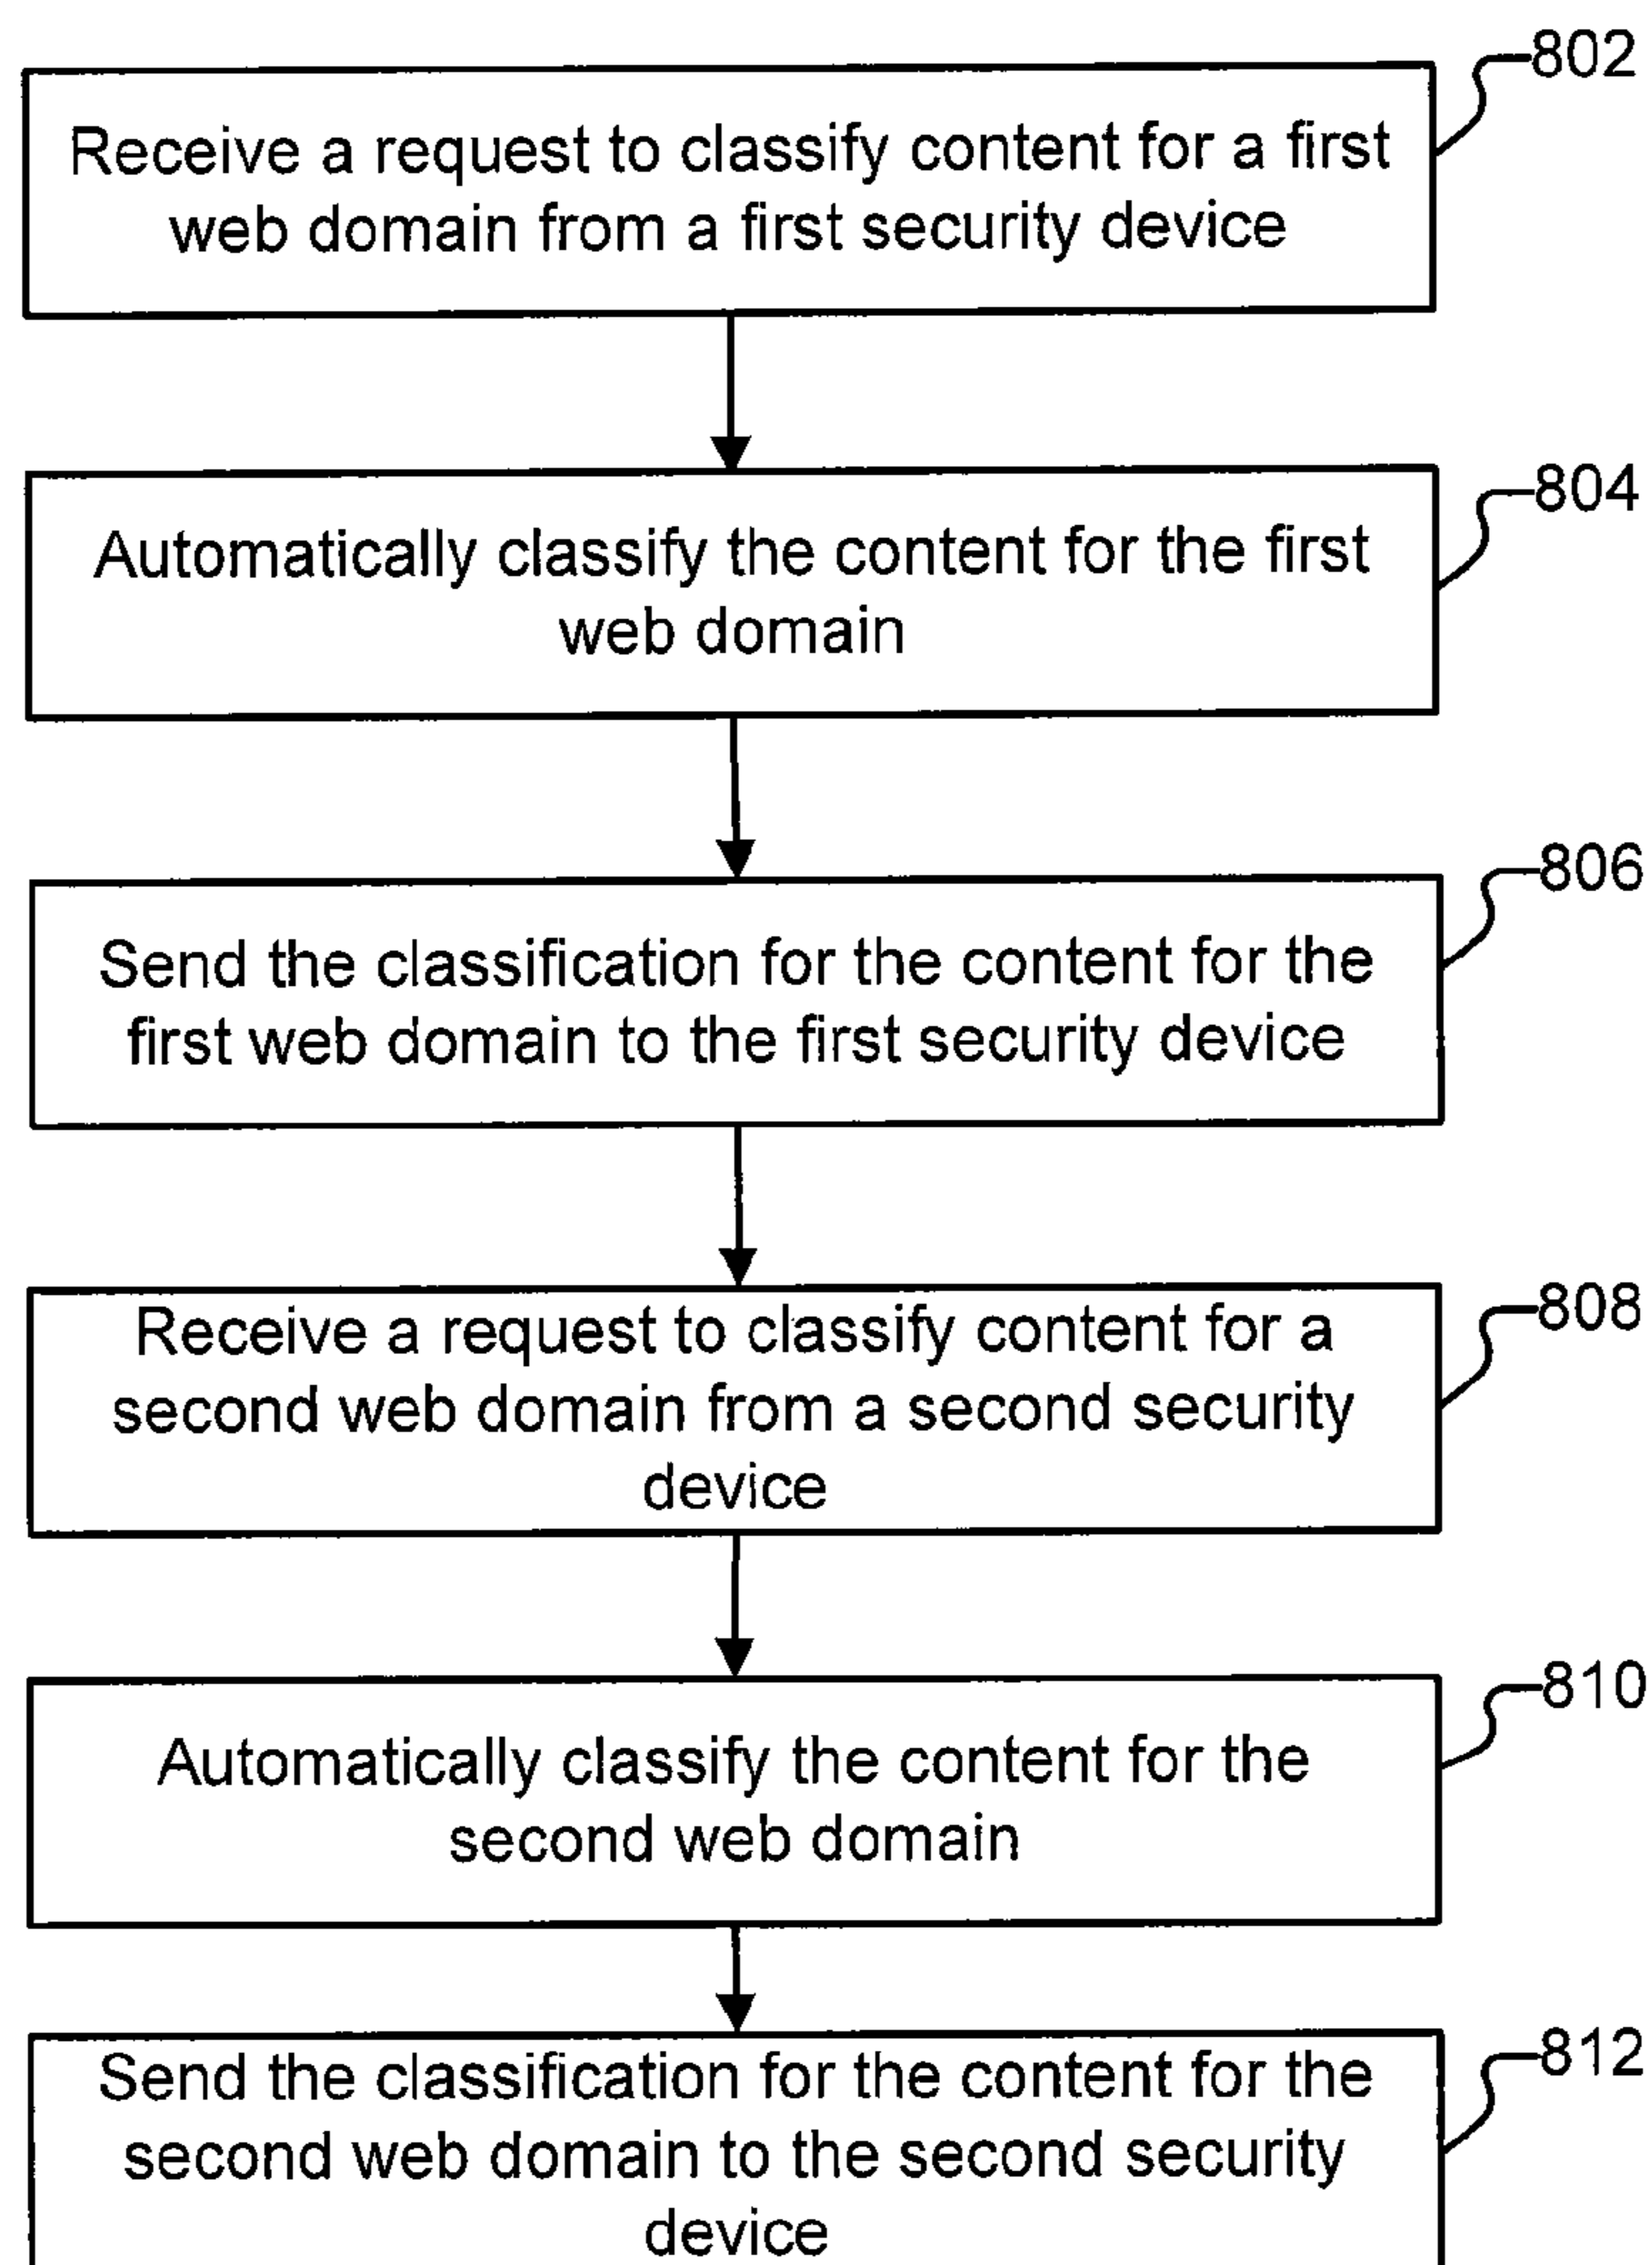 802
Receive a request to classify content for a first
web domain from a first security device
804
Automatically classify the content for the first
web domain
806
Send the classification for the content for the
first web domain to the first security device
808
Receive a request to classify content for a
second web domain from a second security
device
810
Automatically classify the content for the
second web domain
812
Send the classification for the content for the
second web domain to the second security
device